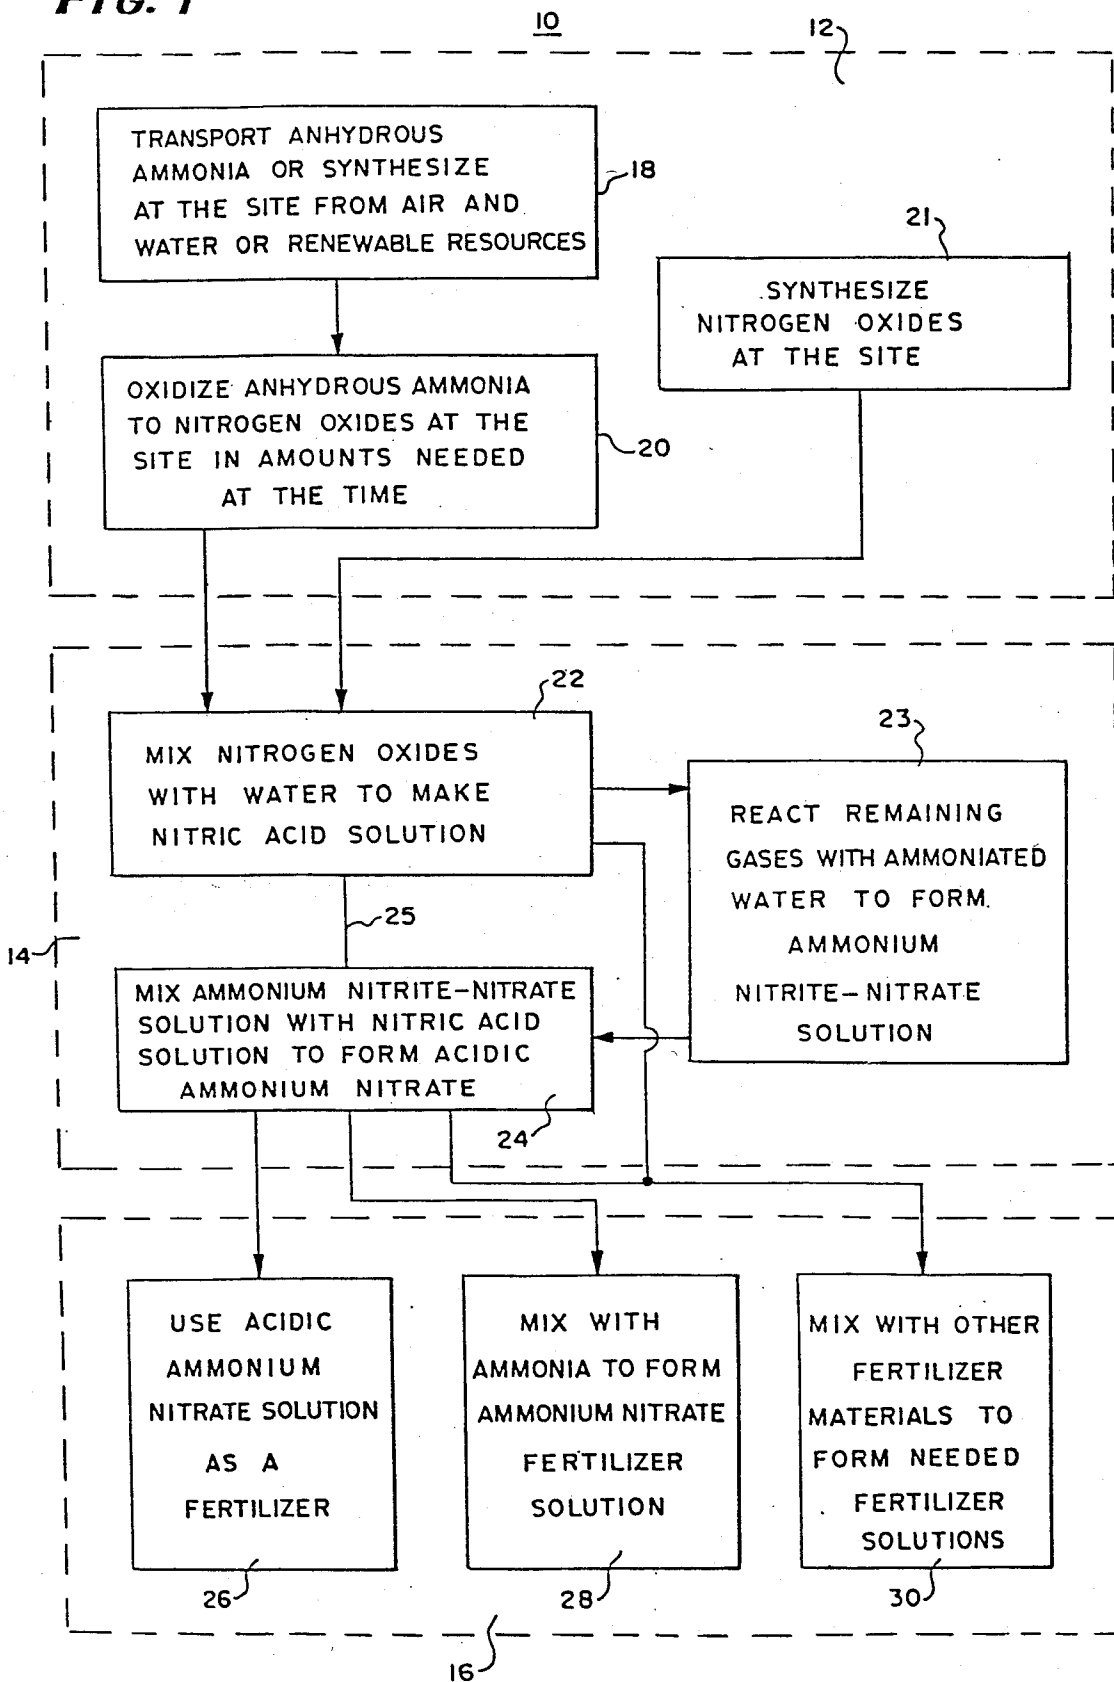 FIG. 1
10
12
TRANSPORT ANHYDROUS
AMMONIA OR SYNTHESIZE
AT THE SITE FROM AIR AND
WATER OR RENEWABLE RESOURCES
18
21
SYNTHESIZE
NITROGEN OXIDES
AT THE SITE
OXIDIZE ANHYDROUS AMMONIA
TO NITROGEN OXIDES AT THE
SITE IN AMOUNTS NEEDED
AT THE TIME
20
22
MIX NITROGEN OXIDES
WITH WATER TO MAKE
NITRIC ACID SOLUTION
23
REACT REMAINING
GASES WITH AMMONIATED
WATER TO FORM
AMMONIUM
NITRITE-NITRATE
SOLUTION
25
14
MIX AMMONIUM NITRITE-NITRATE
SOLUTION WITH NITRIC ACID
SOLUTION TO FORM ACIDIC
AMMONIUM NITRATE
24
USE ACIDIC
AMMONIUM
NITRATE SOLUTION
AS A
FERTILIZER
26
MIX WITH
AMMONIA TO FORM
AMMONIUM NITRATE
FERTILIZER
SOLUTION
28
MIX WITH OTHER
FERTILIZER
MATERIALS TO
FORM NEEDED
FERTILIZER
SOLUTIONS
30
16